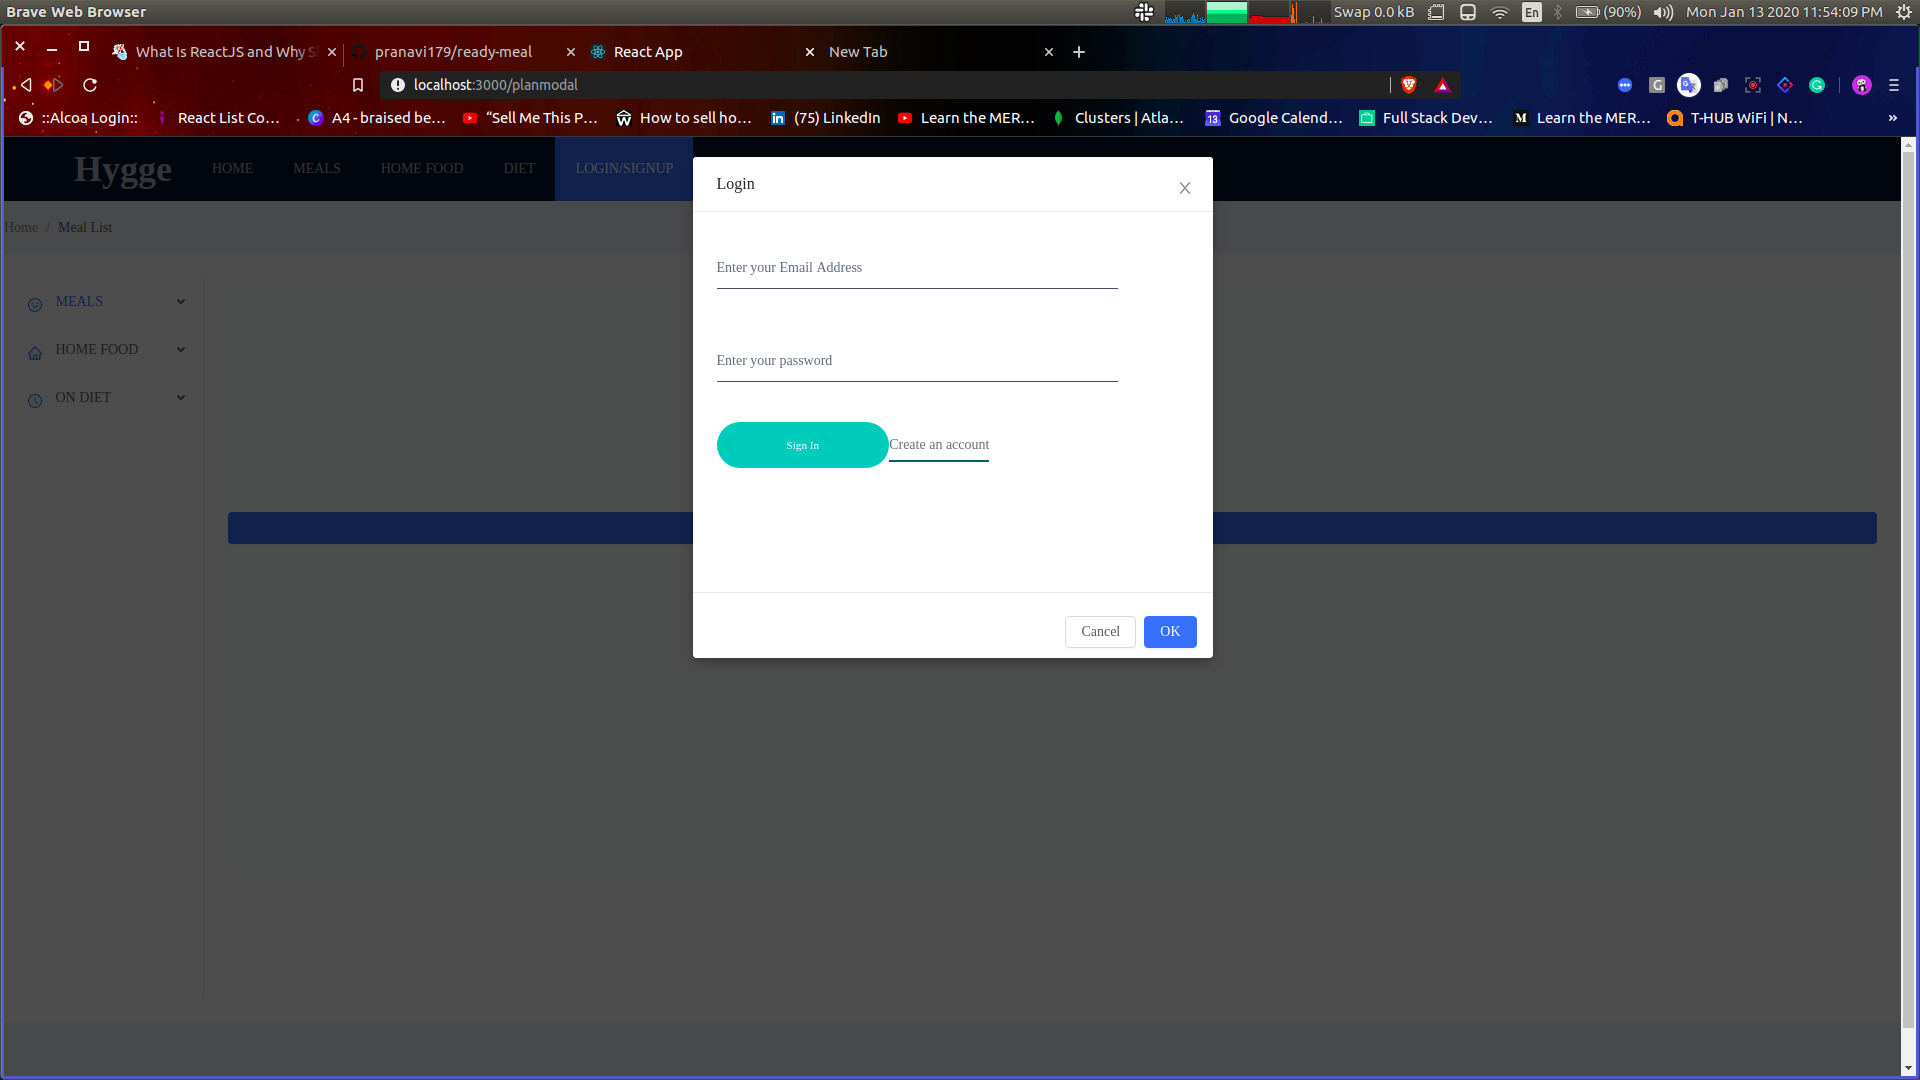 Brave Web Browser
Swap 0.0 kB
En
(90%)
Mon Jan 13 2020 11:54:09 PM
What Is ReactJS and Why S
pranavi179/ready-meal
React App
New Tab
localhost:3000/planmodal
::Alcoa Login::
React List Co...
A4 - braised be...
“Sell Me This P...
How to sell ho...
(75) LinkedIn
Learn the MER...
Clusters | Atla...
Google Calend...
Full Stack Dev...
Learn the MER...
T-HUB WiFi | N...
Hygge
HOME
MEALS
HOME FOOD
DIET
LOGIN/SIGNUP
Home / Meal List
MEALS
HOME FOOD
ON DIET
Login
Enter your Email Address
Enter your password
Sign In
Create an account
Cancel
OK